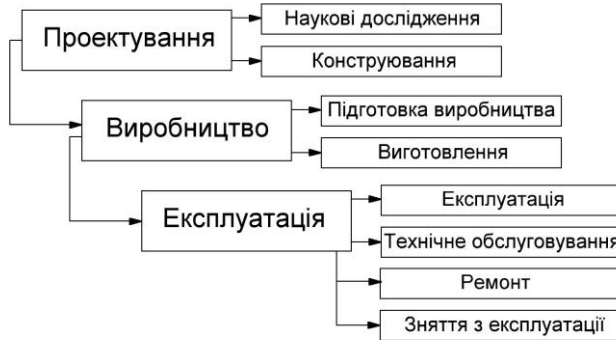 Проектування
Наукові дослідження
Конструювання
Виробництво
Підготовка виробництва
Виготовлення
Експлуатація
Експлуатація
Технічне обслуговування
Ремонт
Зняття з експлуатації